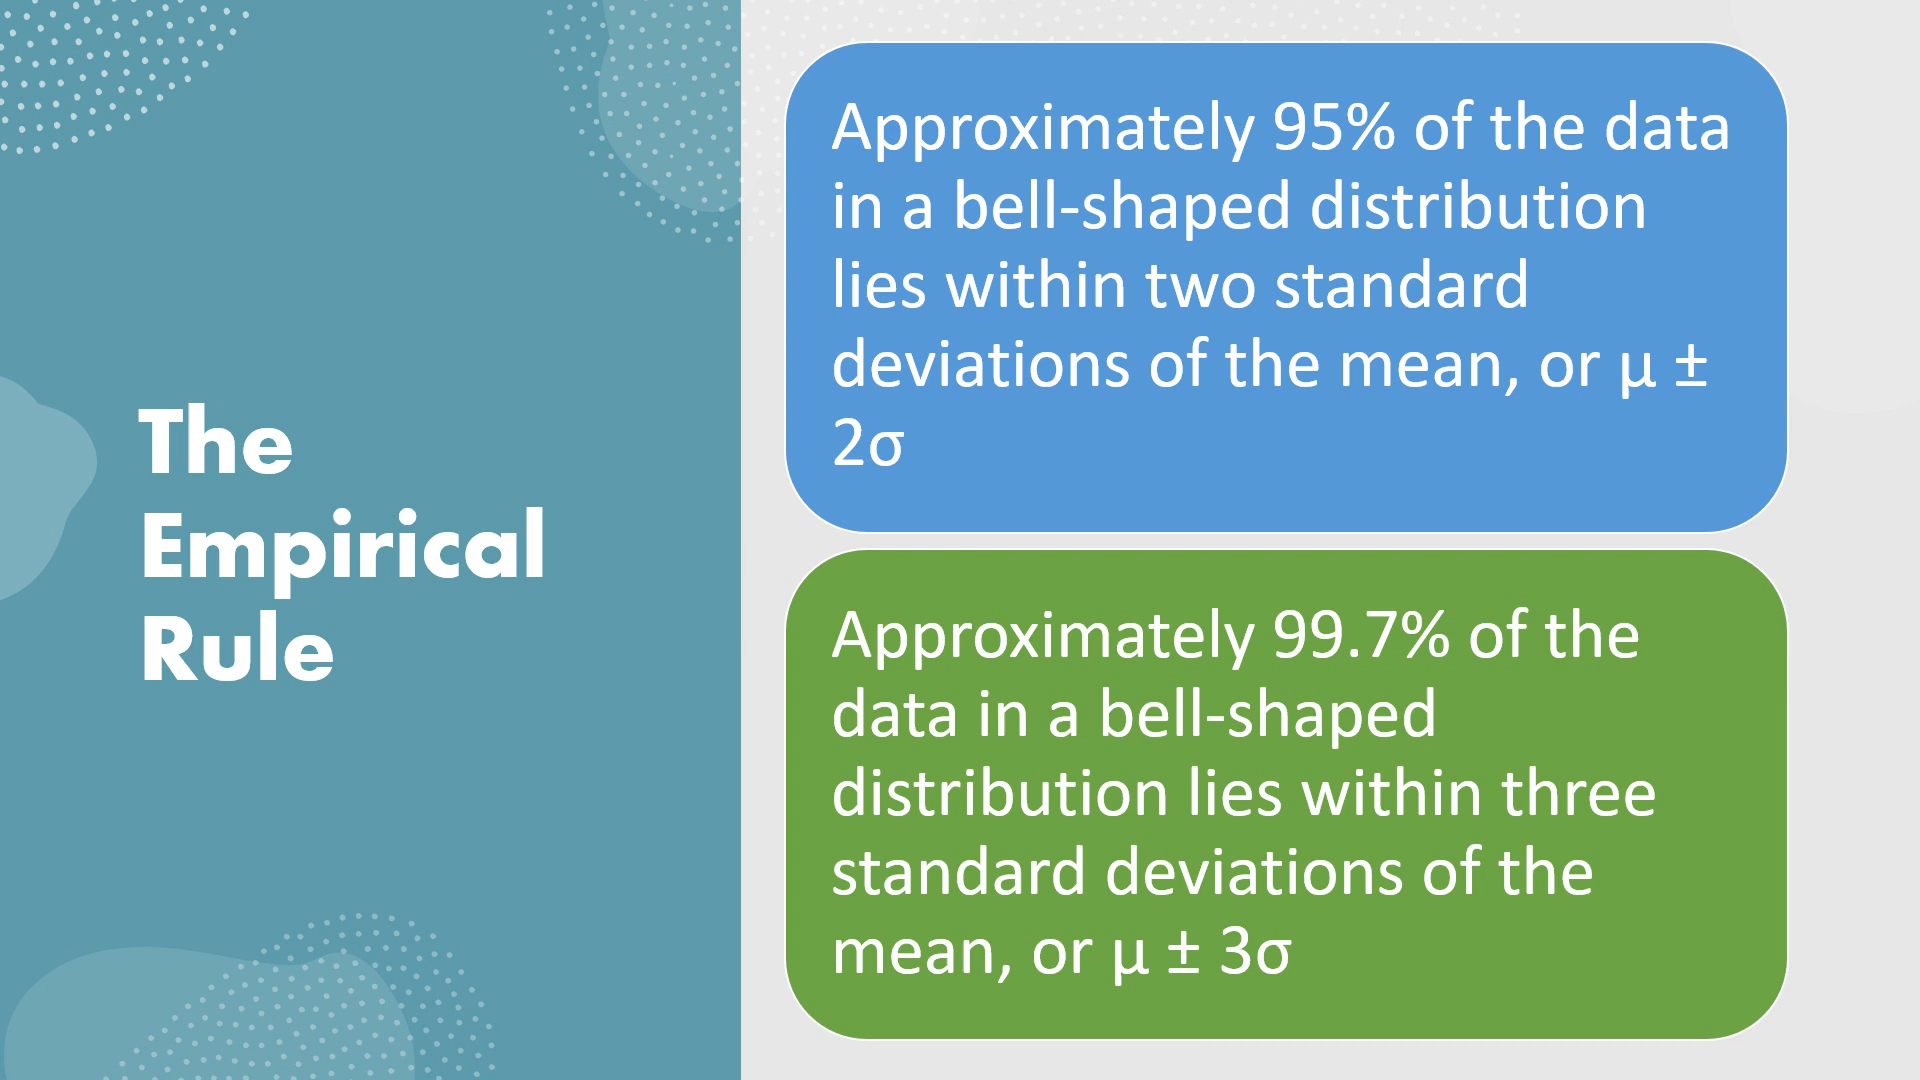 The
Empirical
Rule
Approximately 95% of the data
in a bell-shaped distribution
lies within two standard
deviations of the mean, or μ ±
2σ
Approximately 99.7% of the
data in a bell-shaped
distribution lies within three
standard deviations of the
mean, or μ ± 3σ